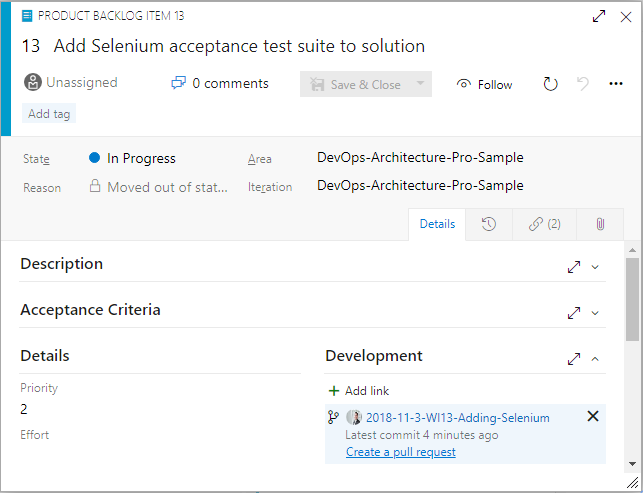 PRODUCT BACKLOG ITEM 13
13 Add Selenium acceptance test suite to solution
Unassigned 0 comments Save & Close Follow
Add tag
State In Progress Area DevOps-Architecture-Pro-Sample
Reason Moved out of stat... Iteration DevOps-Architecture-Pro-Sample
Details (2)
Description
Acceptance Criteria
Details Development
Priority + Add link
2 2018-11-3-WI13-Adding-Selenium
Effort Latest commit 4 minutes ago
Create a pull request